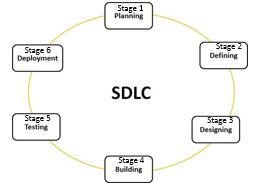 Stage 1
Planning
Stage 2
Defining
Stage 3
Designing
Stage 4
Building
Stage 5
Testing
Stage 6
Deployment
SDLC